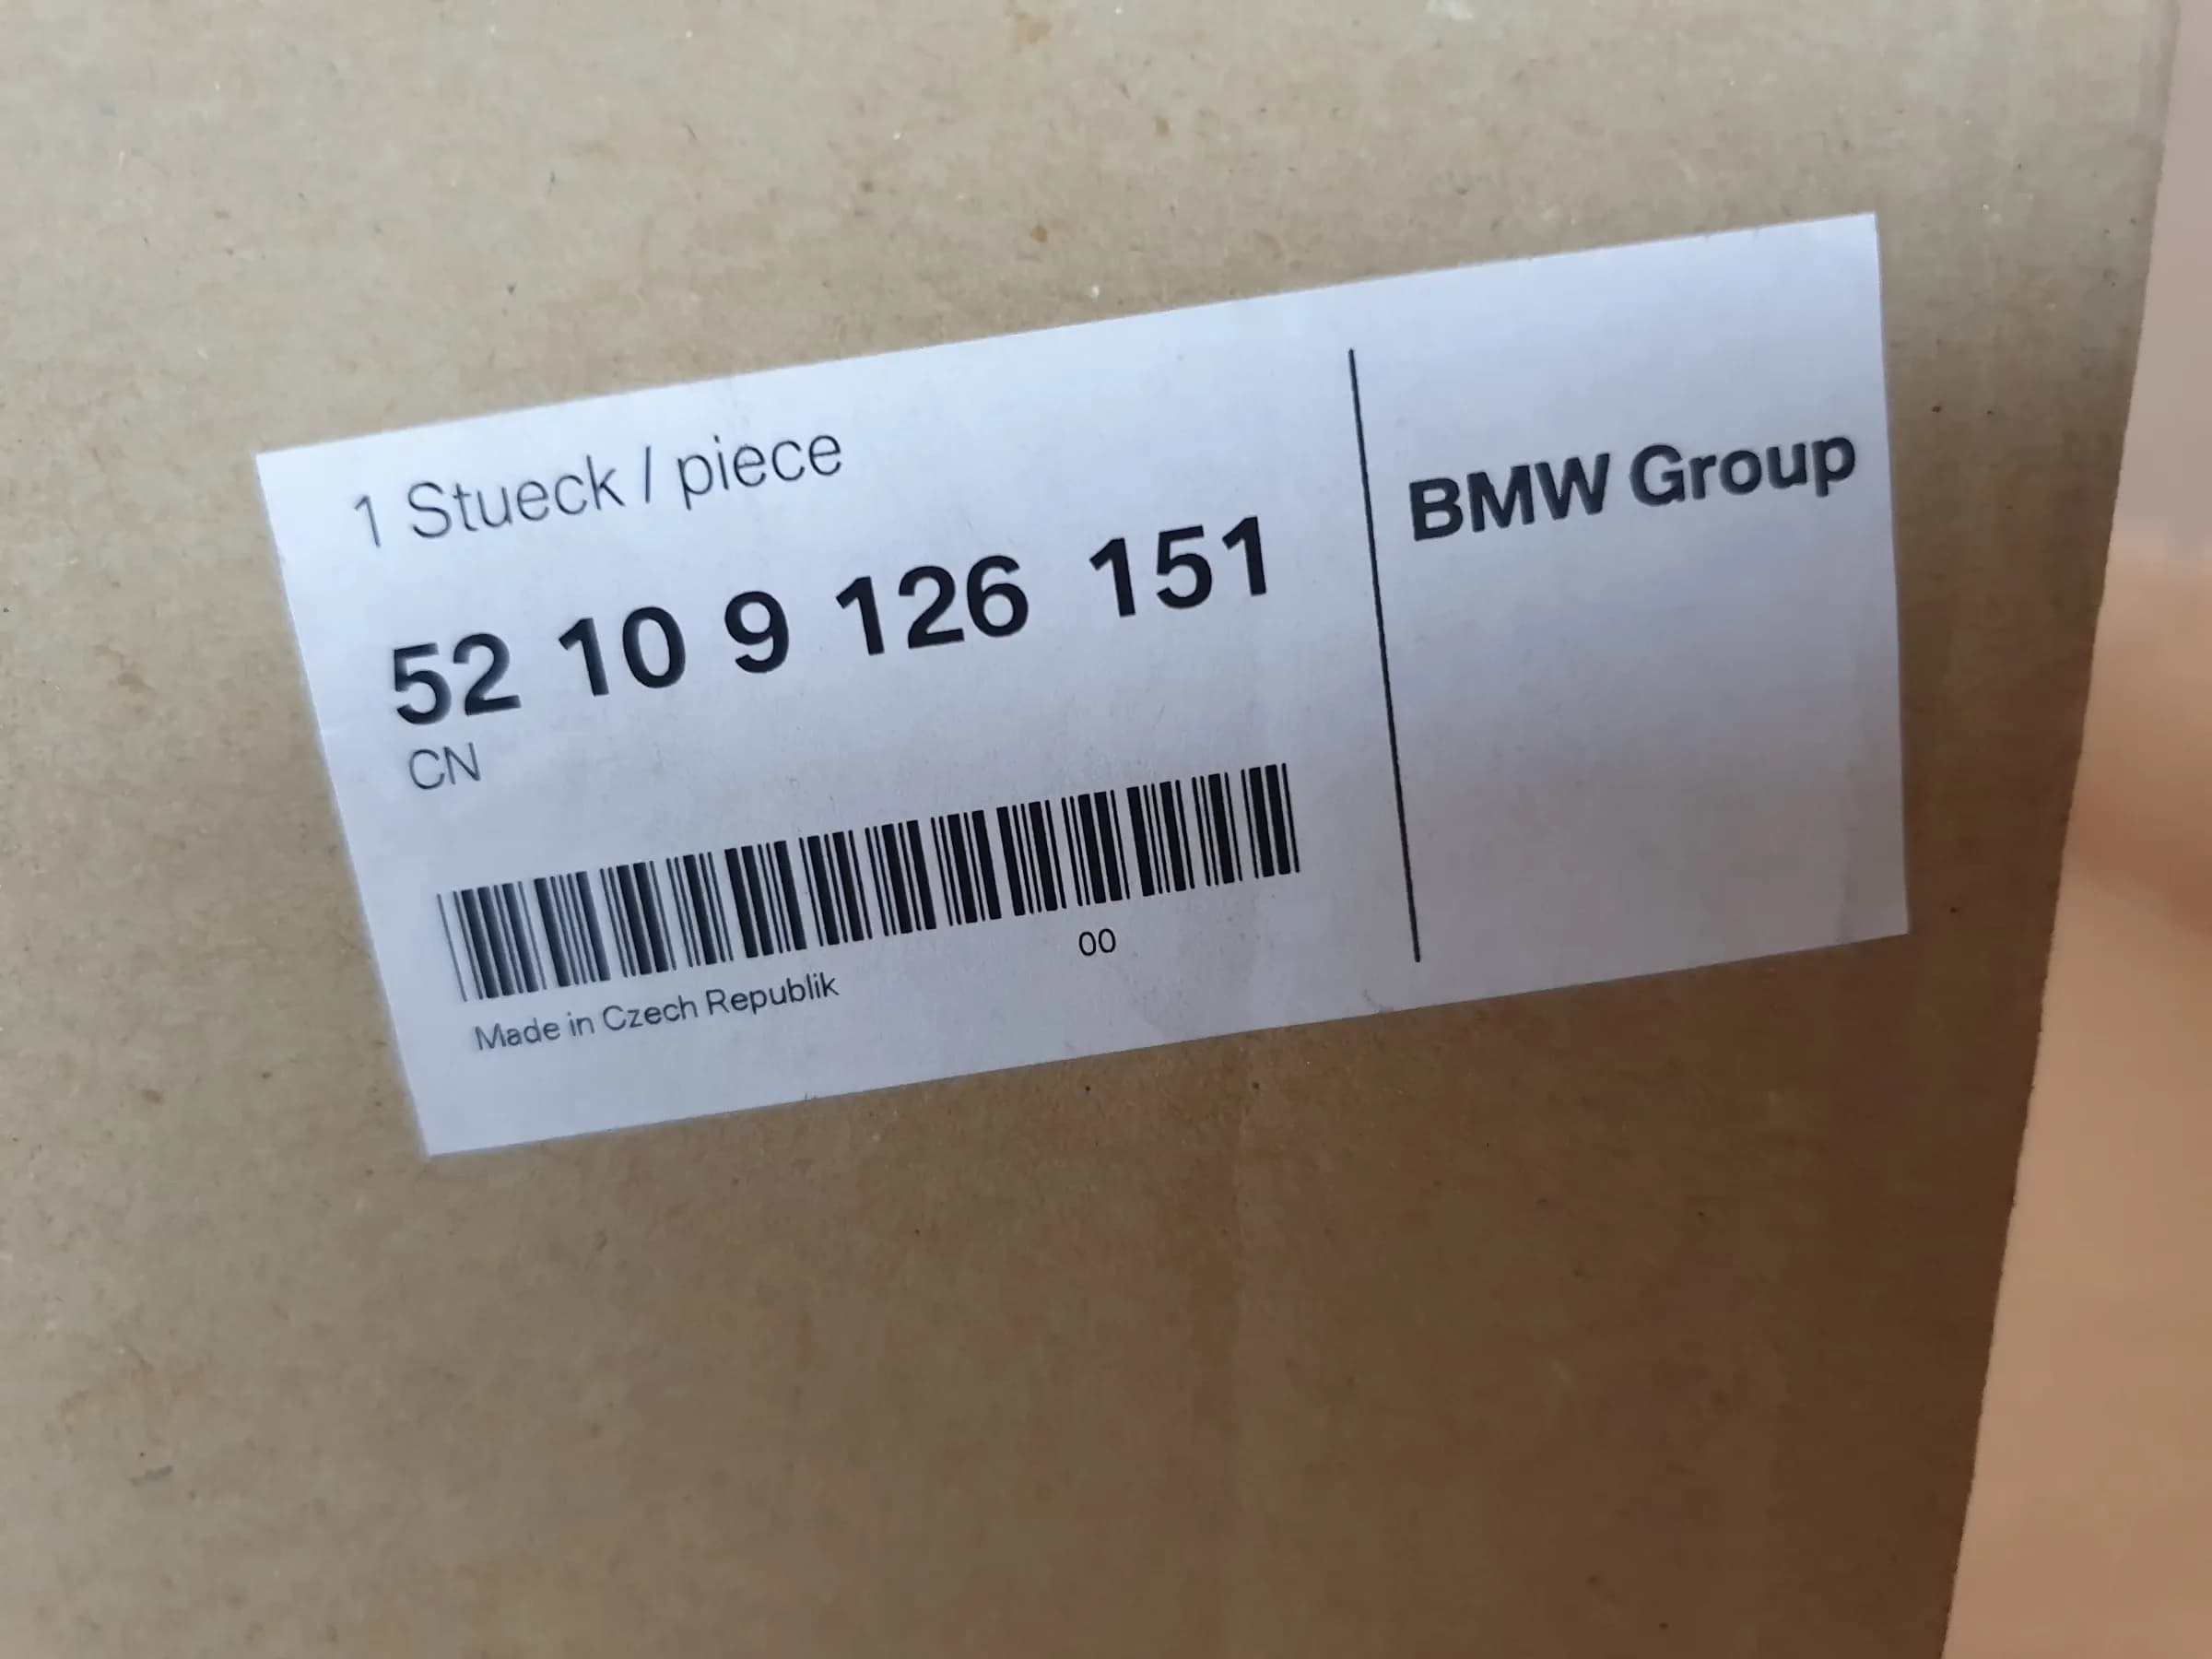 1 Stueck / piece
52 10 9 126 151
CN
00
Made in Czech Republik
BMW Group